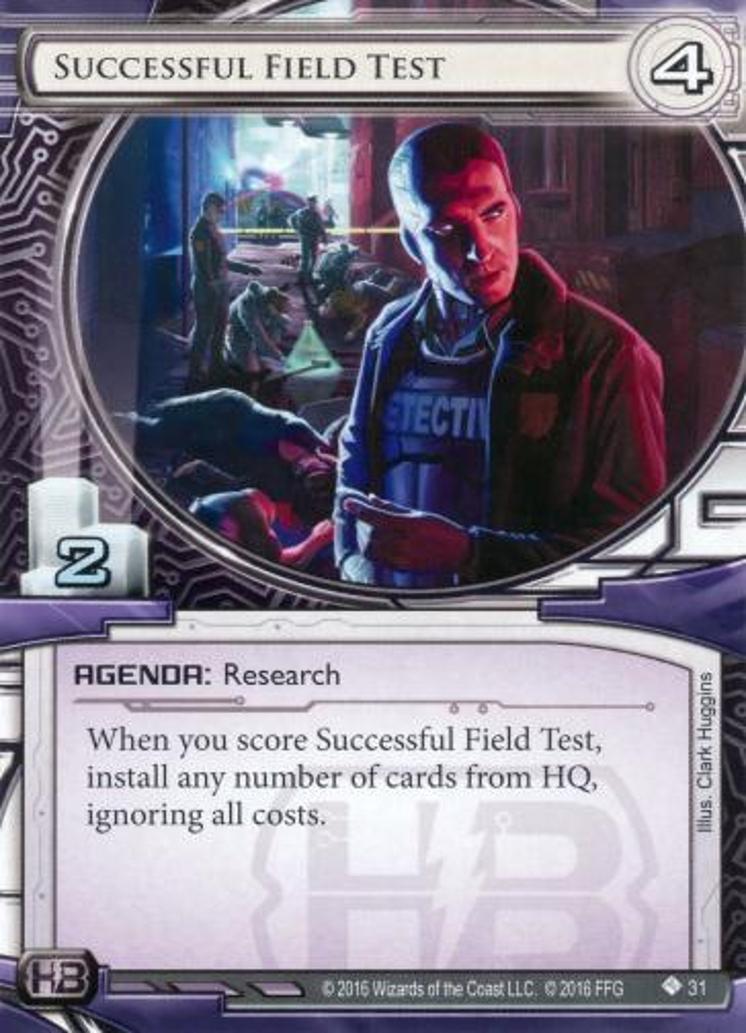 SUCCESSFUL FIELD TEST
4
ETECTIV
2
AGENDA: Research
When you score Successful Field Test,
install any number of cards from HQ,
ignoring all costs.
Illus. Clark Huggins
HB
HB
© 2016 Wizards of the Coast LLC. © 2016 FFG
31